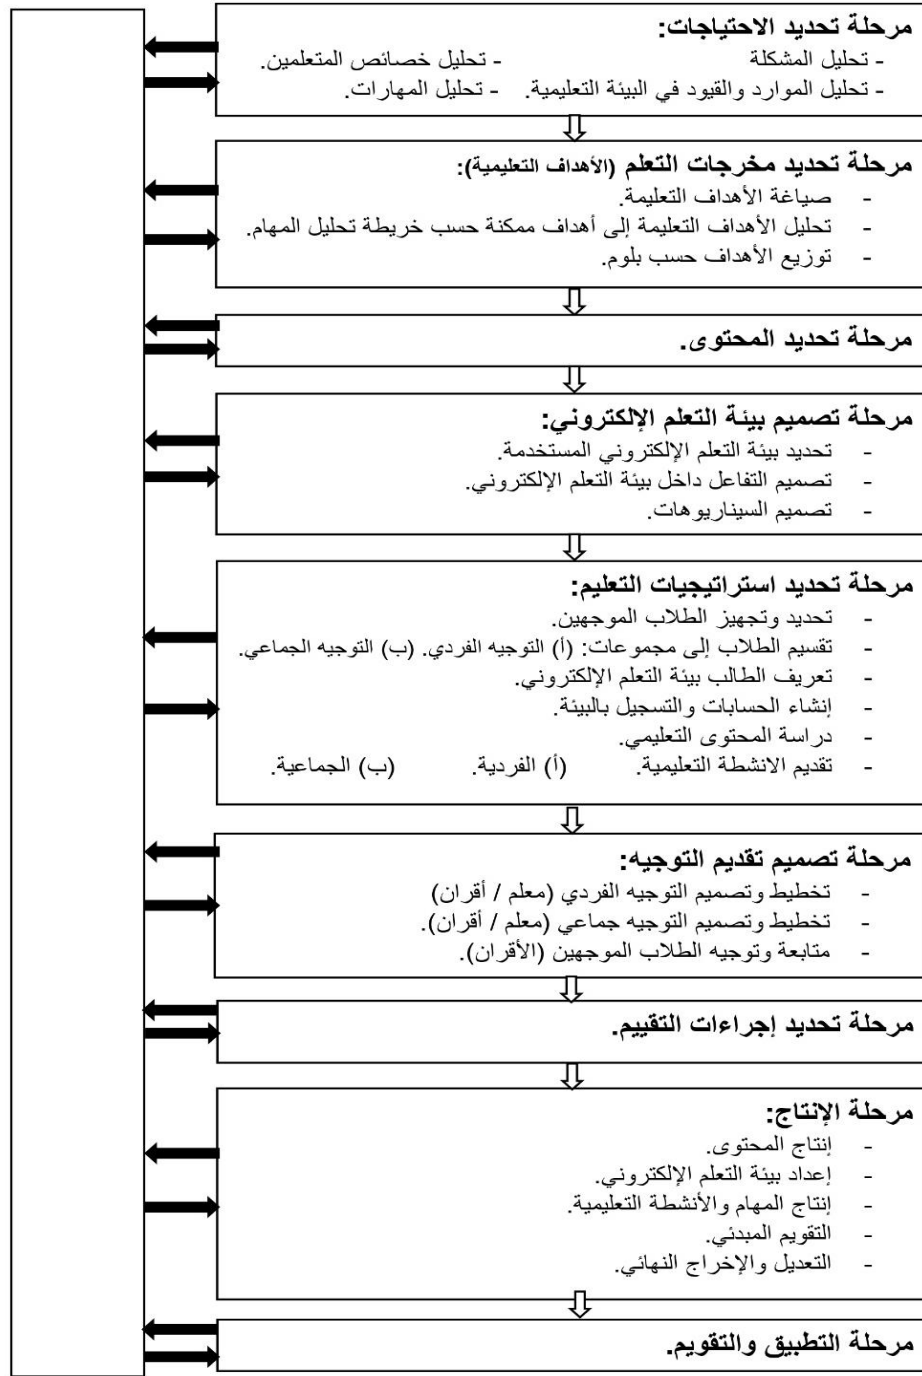 مرحلة تحديد الاحتياجات:
- تحليل المشكلة - تحليل خصائص المتعلمين.
- تحليل الموارد والقيود في البيئة التعليمية. - تحليل المهارات.
مرحلة تحديد مخرجات التعلم (الأهداف التعليمية):
- صياغة الأهداف التعليمة.
- تحليل الأهداف التعليمة إلى أهداف ممكنة حسب خريطة تحليل المهام.
- توزيع الأهداف حسب بلوم.
مرحلة تحديد المحتوى.
مرحلة تصميم بيئة التعلم الإلكتروني:
- تحديد بيئة التعلم الإلكتروني المستخدمة.
- تصميم التفاعل داخل بيئة التعلم الإلكتروني.
- تصميم السيناريوهات.
مرحلة تحديد استراتيجيات التعليم:
- تحديد وتجهيز الطلاب الموجهين.
- تقسيم الطلاب إلى مجموعات: (أ) التوجيه الفردي. (ب) التوجيه الجماعي.
- تعريف الطالب بيئة التعلم الإلكتروني.
- إنشاء الحسابات والتسجيل بالبيئة.
- دراسة المحتوى التعليمي.
- تقديم الانشطة التعليمية. (أ) الفردية. (ب) الجماعية.
مرحلة تصميم تقديم التوجيه:
- تخطيط وتصميم التوجيه الفردي (معلم / أقران)
- تخطيط وتصميم التوجيه جماعي (معلم / أقران).
- متابعة وتوجيه الطلاب الموجهين (الأقران).
مرحلة تحديد إجراءات التقييم.
مرحلة الإنتاج:
- إنتاج المحتوى.
- إعداد بيئة التعلم الإلكتروني.
- إنتاج المهام والأنشطة التعليمية.
- التقويم المبدئي.
- التعديل والإخراج النهائي.
مرحلة التطبيق والتقويم.